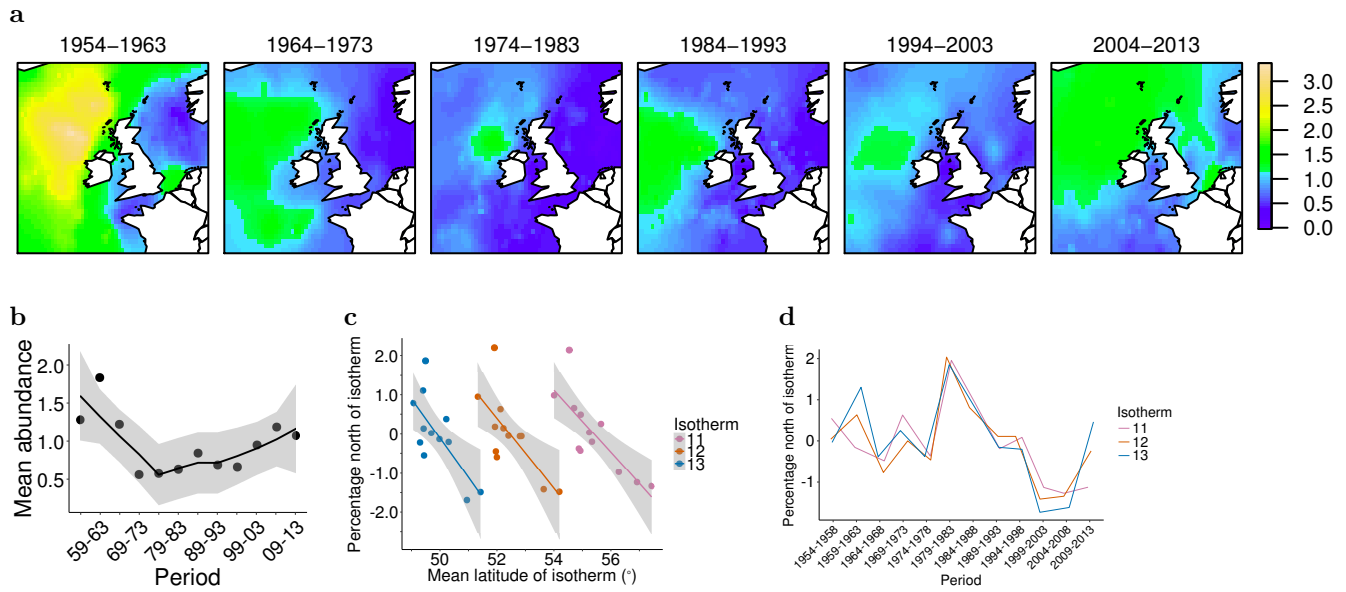 a
1954−1963 1964−1973 1974−1983 1984−1993 1994−2003 2004−2013
3.0
2.5
2.0
1.5
1.0
0.5
0.0
b
Mean abundance
2.0
1.5
1.0
0.5
59-63 69-73 79-83 89-93 99-03 09-13
Period
c
Percentage north of isotherm
2.0
1.0
0
-1.0
-2.0
50 52 54 56
Mean latitude of isotherm (°)
Isotherm
11
12
13
d
Percentage north of isotherm
2
1
0
-1
1954-1958 1959-1963 1964-1968 1969-1973 1974-1978 1979-1983 1984-1988 1989-1993 1994-1998 1999-2003 2004-2008 2009-2013
Period
Isotherm
11
12
13